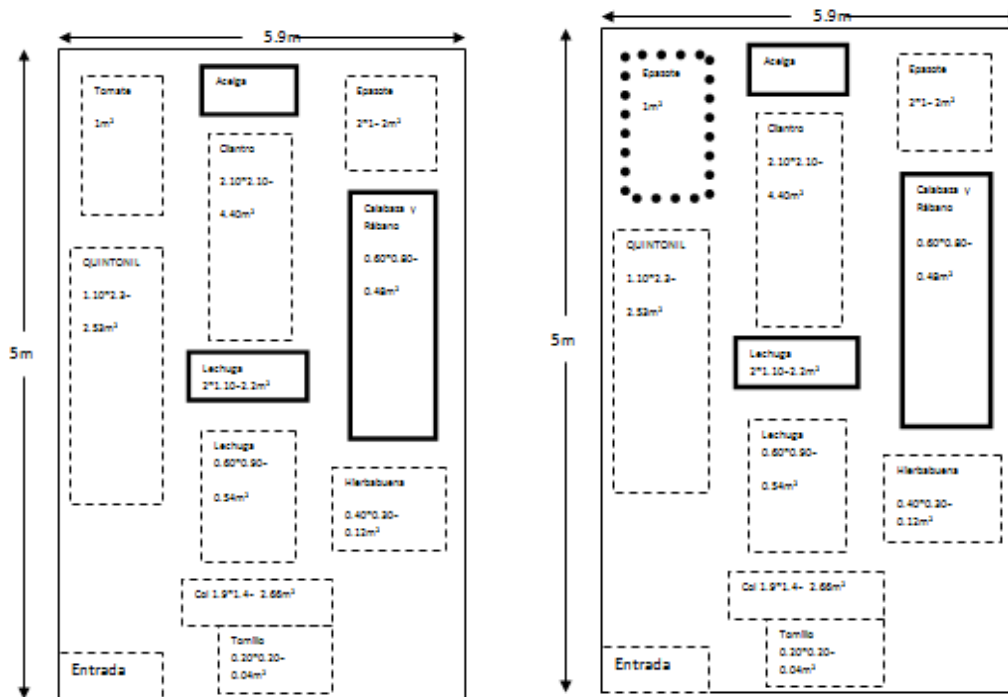 5.9m
5m
Tomate
1m²
Acelga
Epazote
2*1- 2m²
Cilantro
2.10*2.10-
4.40m²
Calabaza y
Rábano
0.60*0.80-
0.48m²
QUINTONIL
1.10*2.3-
2.53m²
Lechuga
2*1.10-2.2m²
Lechuga
0.60*0.90-
0.54m²
Hierbabuena
0.40*0.30-
0.12m²
Col 1.9*1.4- 2.66m²
Tomillo
0.20*0.20-
0.04m²
Entrada
5.9m
5m
Epazote
1m²
Acelga
Epazote
2*1- 2m²
Cilantro
2.10*2.10-
4.40m²
Calabaza y
Rábano
0.60*0.80-
0.48m²
QUINTONIL
1.10*2.3-
2.53m²
Lechuga
2*1.10-2.2m²
Lechuga
0.60*0.90-
0.54m²
Hierbabuena
0.40*0.30-
0.12m²
Col 1.9*1.4- 2.66m²
Tomillo
0.20*0.20-
0.04m²
Entrada